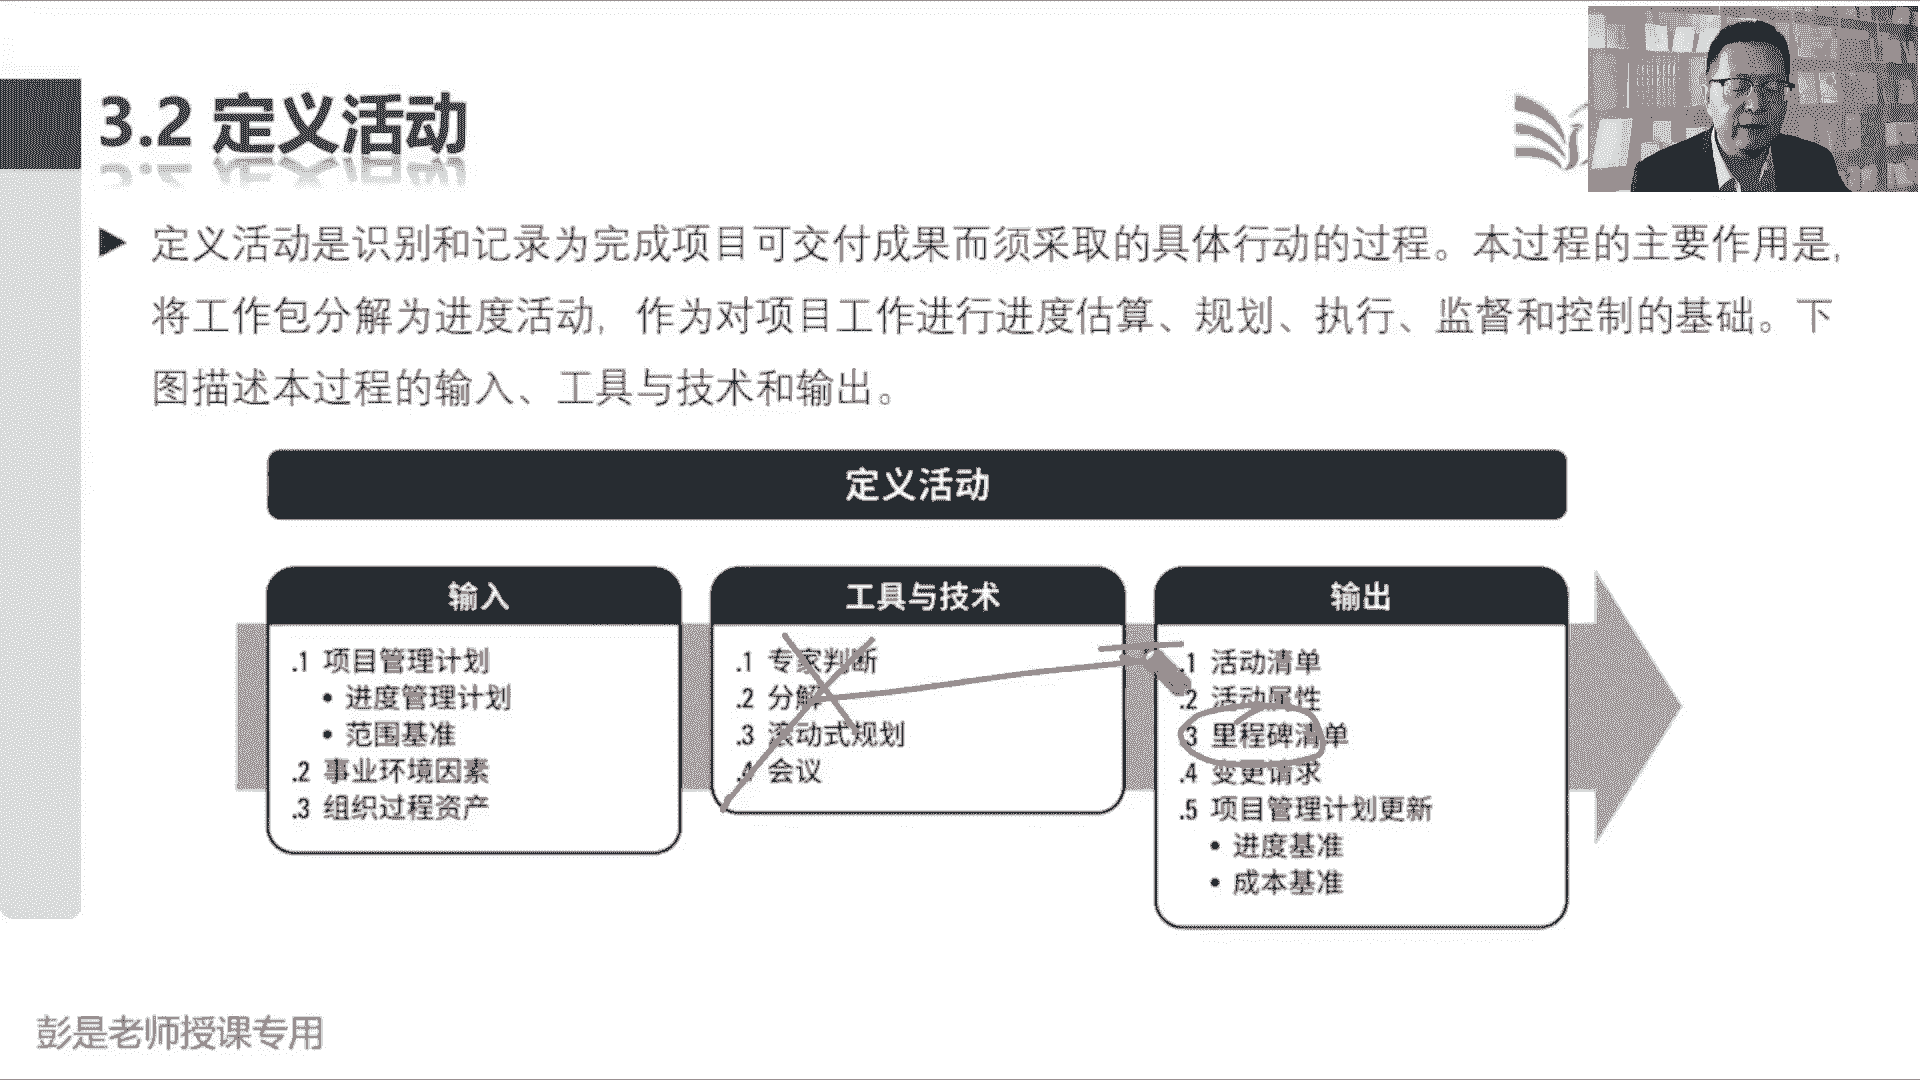 3.2 定义活动
定义活动是识别和记录为完成项目可交付成果而须采取的具体行动的过程。本过程的主要作用是,
将工作包分解为进度活动, 作为对项目工作进行进度估算、规划、执行、监督和控制的基础。下
图描述本过程的输入、工具与技术和输出。
定义活动
输入
.1 项目管理计划
• 进度管理计划
• 范围基准
.2 事业环境因素
.3 组织过程资产
工具与技术
.1 专家判断
.2 分解
.3 滚动式规划
.4 会议
输出
.1 活动清单
.2 活动属性
.3 里程碑清单
.4 变更请求
.5 项目管理计划更新
• 进度基准
• 成本基准
彭是老师授课专用